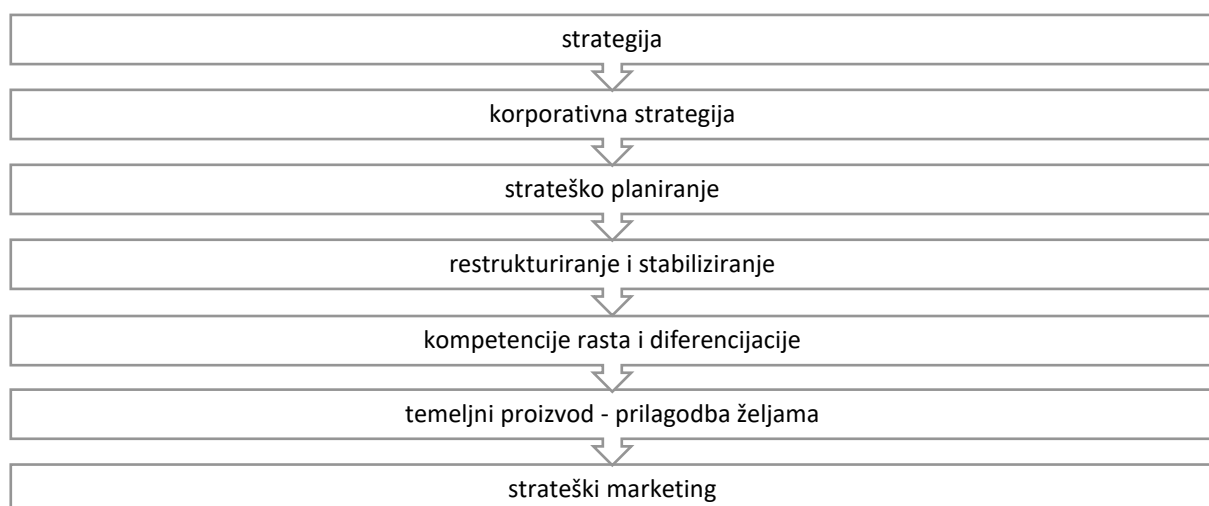 strategija
korporativna strategija
strateško planiranje
restrukturiranje i stabiliziranje
kompetencije rasta i diferencijacije
temeljni proizvod - prilagodba željama
strateški marketing